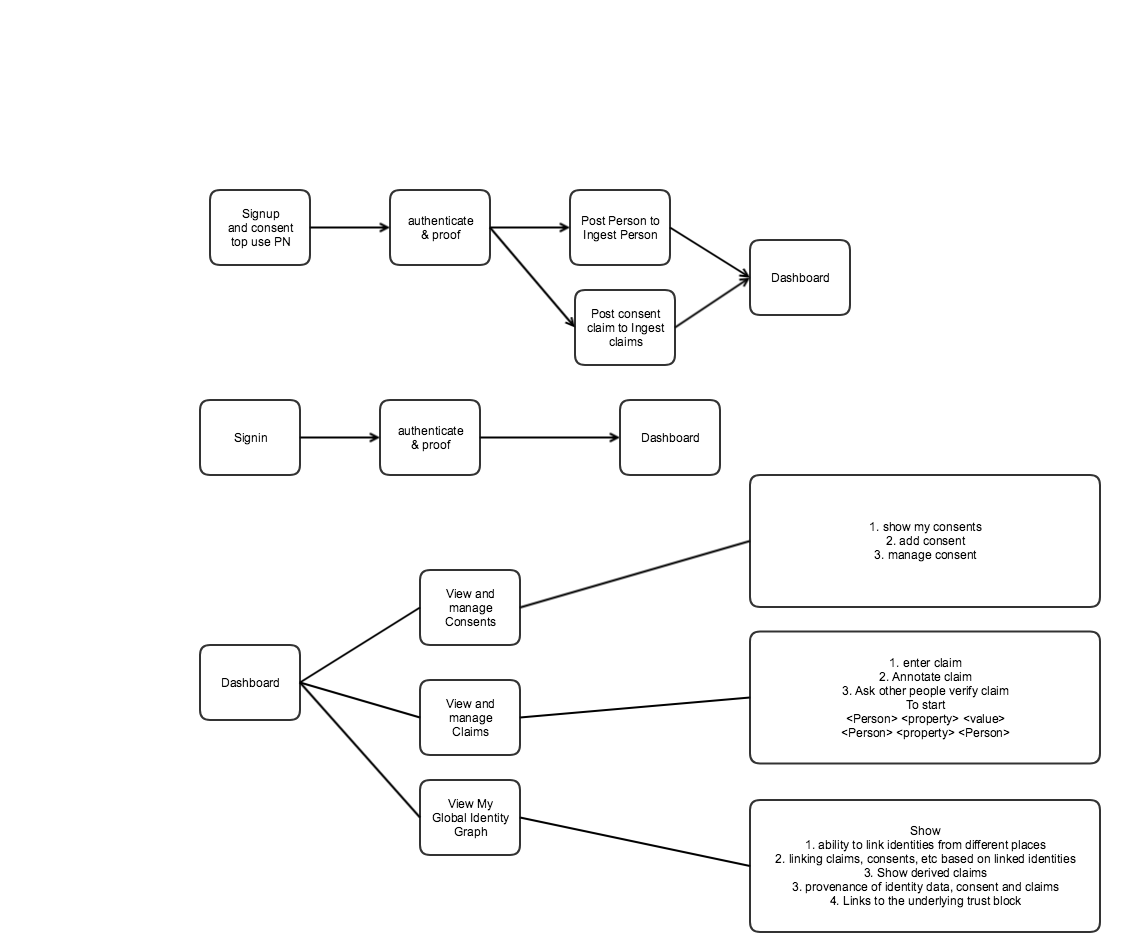 Signup
and consent
top use PN
authenticate
& proof
Post Person to
Ingest Person
Post consent
claim to Ingest
claims
Dashboard
Signin
authenticate
& proof
Dashboard
Dashboard
View and
manage
Consents
1. show my consents
2. add consent
3. manage consent
View and
manage
Claims
1. enter claim
2. Annotate claim
3. Ask other people verify claim
To start
<Person> <property> <value>
<Person> <property> <Person>
View My
Global Identity
Graph
Show
1. ability to link identities from different places
2. linking claims, consents, etc based on linked identities
3. Show derived claims
3. provenance of identity data, consent and claims
4. Links to the underlying trust block